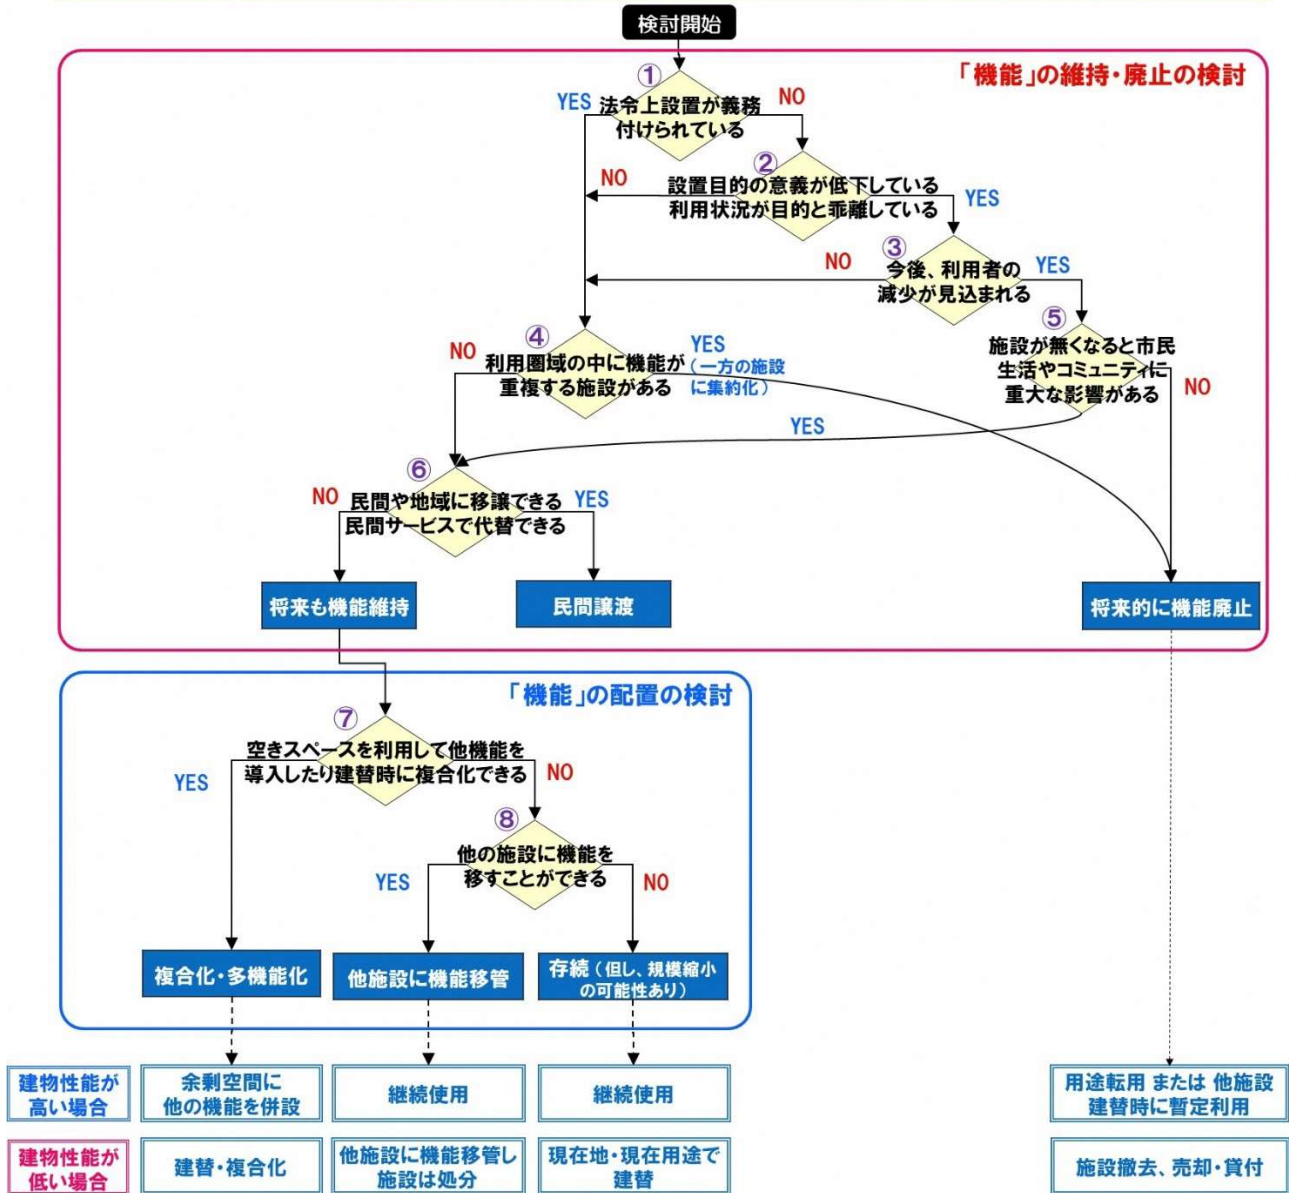 検討開始
「機能」の維持・廃止の検討
①
YES
法令上設置が義務
付けられている
NO
②
NO
設置目的の意義が低下している
利用状況が目的と乖離している
YES
③
NO
今後、利用者の
減少が見込まれる
YES
④
NO
利用圏域の中に機能が
重複する施設がある
YES
（一方の施設
に集約化）
⑤
施設が無くなると市民
生活やコミュニティに
重大な影響がある
NO
YES
⑥
NO
民間や地域に移譲できる
民間サービスで代替できる
YES
将来も機能維持
民間譲渡
将来的に機能廃止
「機能」の配置の検討
⑦
空きスペースを利用して他機能を
導入したり建替時に複合化できる
YES
NO
⑧
他の施設に機能を
移すことができる
YES
NO
複合化・多機能化
他施設に機能移管
存続（但し、規模縮小
の可能性あり）
建物性能が
高い場合
余剰空間に
他の機能を併設
継続使用
継続使用
用途転用 または 他施設
建替時に暫定利用
建物性能が
低い場合
建替・複合化
他施設に機能移管し
施設は処分
現在地・現在用途で
建替
施設撤去、売却・貸付